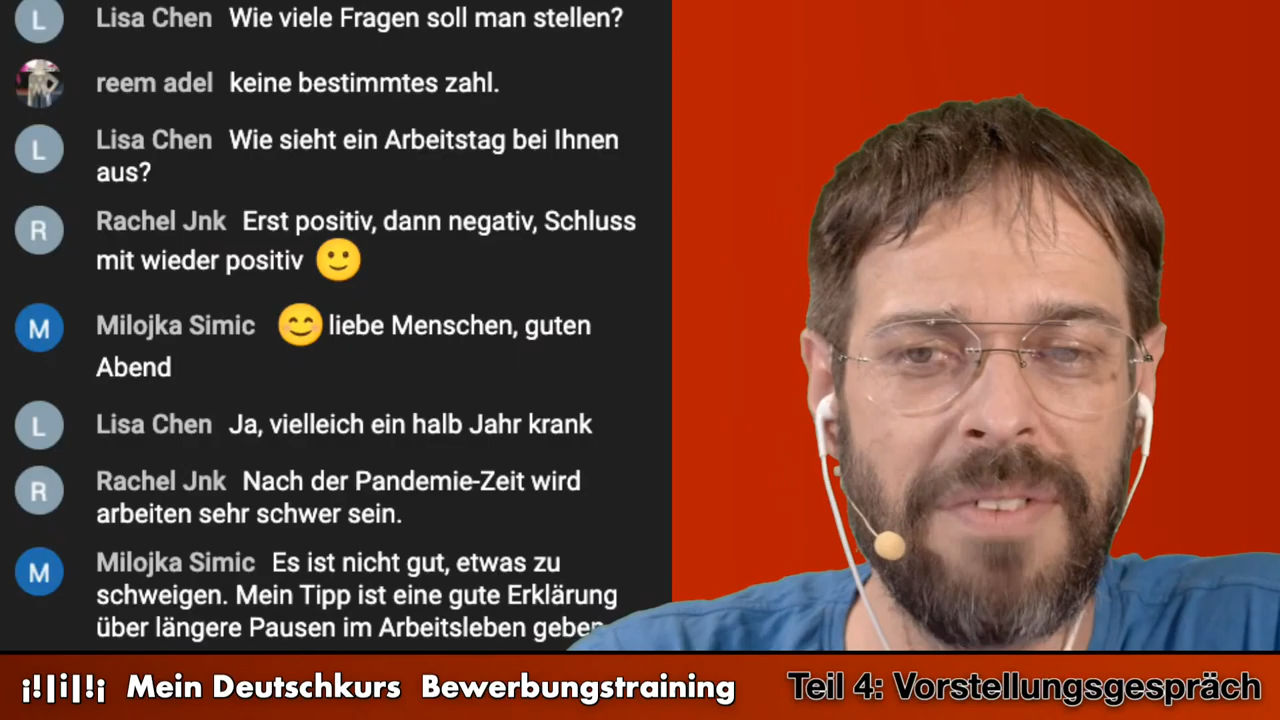 Lisa Chen Wie viele Fragen soll man stellen?
reem adel keine bestimmtes zahl.
Lisa Chen Wie sieht ein Arbeitstag bei Ihnen
aus?
Rachel Jnk Erst positiv, dann negativ, Schluss
mit wieder positiv
Milojka Simic liebe Menschen, guten
Abend
Lisa Chen Ja, vielleich ein halb Jahr krank
Rachel Jnk Nach der Pandemie-Zeit wird
arbeiten sehr schwer sein.
Milojka Simic Es ist nicht gut, etwas zu
schweigen. Mein Tipp ist eine gute Erklärung
über längere Pausen im Arbeitsleben geben
¡!|¡|!¡ Mein Deutschkurs Bewerbungstraining
Teil 4: Vorstellungsgespräch